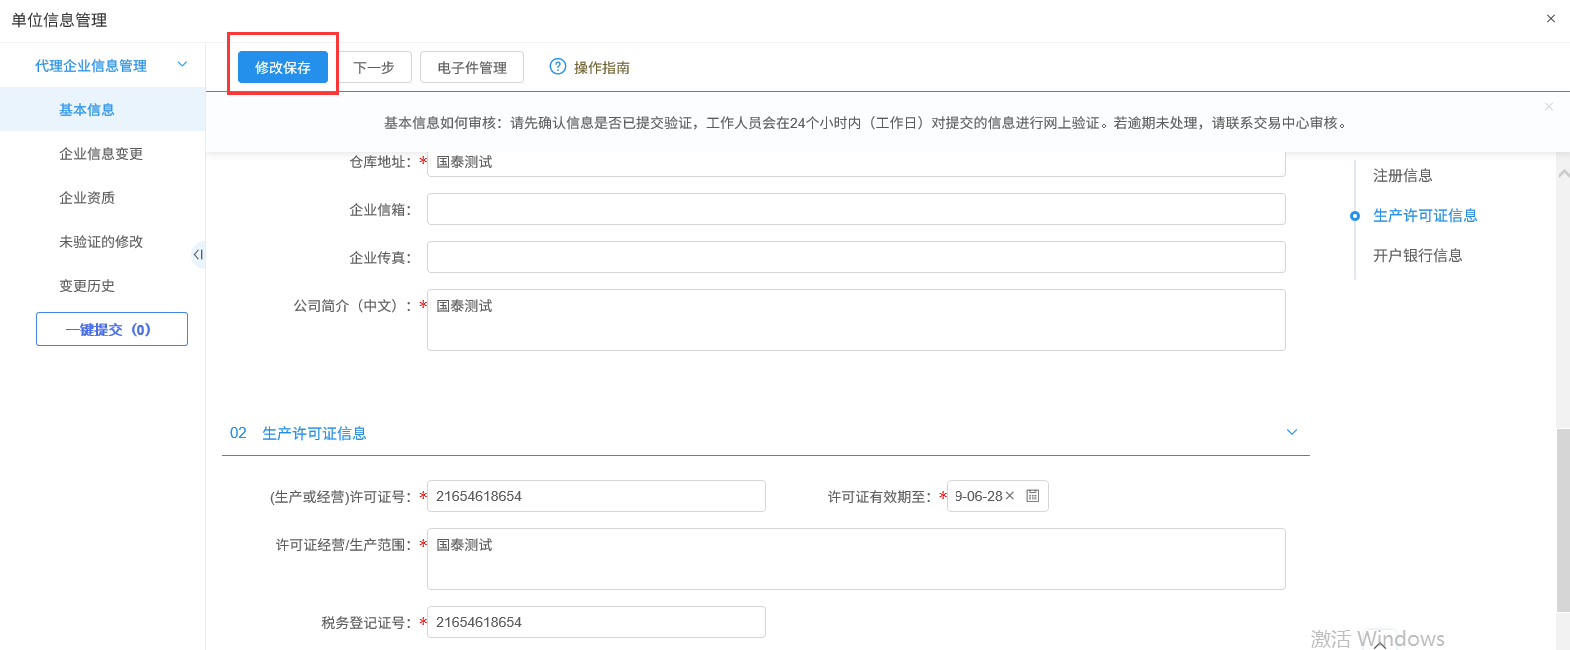 单位信息管理
代理企业信息管理
基本信息
企业信息变更
企业资质
未验证的修改
变更历史
一键提交（0）
修改保存 下一步 电子件管理 操作指南
基本信息如何审核：请先确认信息是否已提交验证，工作人员会在24个小时内（工作日）对提交的信息进行网上验证。若逾期未处理，请联系交易中心审核。
仓库地址：*国泰测试
企业信箱：
企业传真：
公司简介（中文）：*国泰测试
02 生产许可证信息
(生产或经营)许可证号：*21654618654 许可证有效期至：*9-06-28
许可证经营/生产范围：*国泰测试
税务登记证号：*21654618654
注册信息
生产许可证信息
开户银行信息
激活 Windows